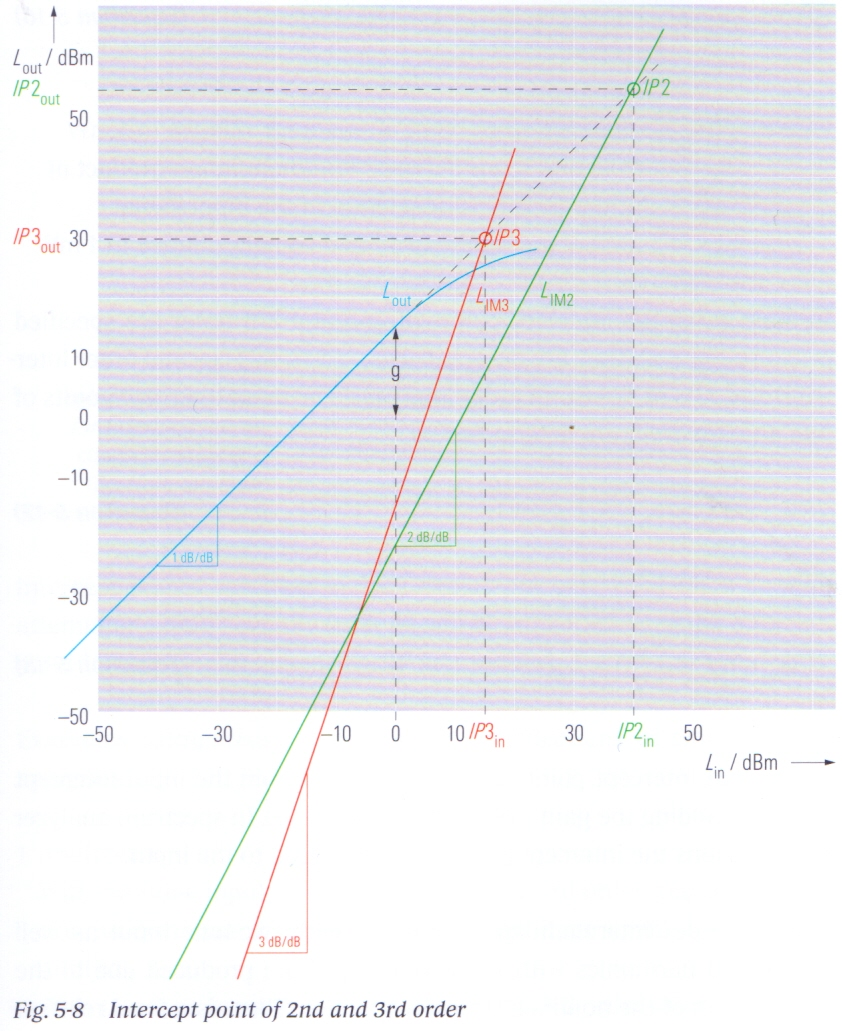 L_out / dBm
IP2_out
IP2
50
IP3_out
30
IP3
L_out
L_IM3
L_IM2
10
g
0
−10
2 dB/dB
1 dB/dB
−30
−50
−50
−30
−10
0
10
IP3_in
30
IP2_in
50
L_in / dBm
3 dB/dB
Fig. 5-8 Intercept point of 2nd and 3rd order